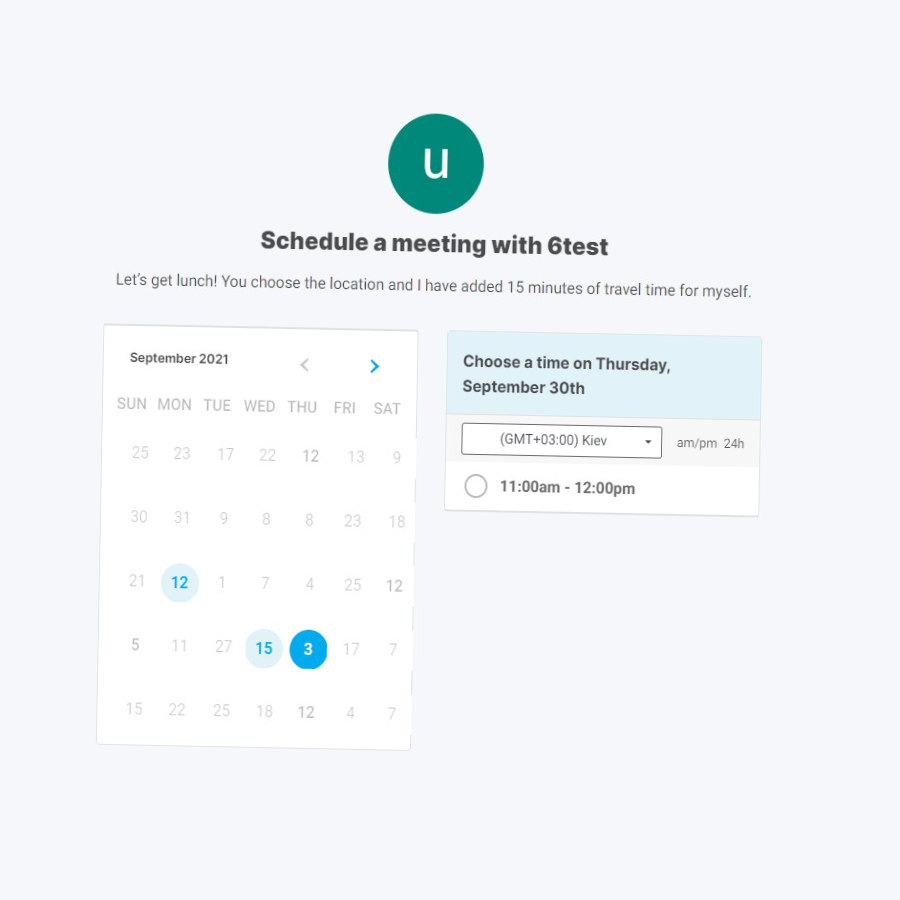 u
Schedule a meeting with 6test
Let's get lunch! You choose the location and I have added 15 minutes of travel time for myself.
September 2021
SUN MON TUE WED THU FRI SAT
25 23 17 22 12 13 9
30 31 9 8 8 23 18
21 12 1 7 4 25 12
5 11 27 15 3 17 7
15 22 25 18 12 4 7
Choose a time on Thursday,
September 30th
(GMT+03:00) Kiev am/pm 24h
11:00am - 12:00pm